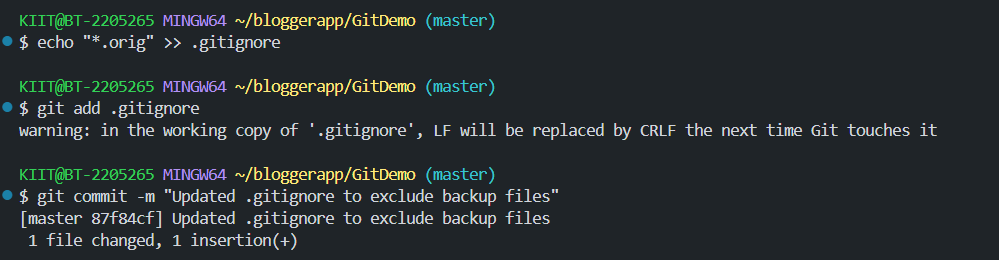 KIIT@BT-2205265 MINGW64 ~/bloggerapp/GitDemo (master)
$ echo "*.orig" >> .gitignore
KIIT@BT-2205265 MINGW64 ~/bloggerapp/GitDemo (master)
$ git add .gitignore
warning: in the working copy of '.gitignore', LF will be replaced by CRLF the next time Git touches it
KIIT@BT-2205265 MINGW64 ~/bloggerapp/GitDemo (master)
$ git commit -m "Updated .gitignore to exclude backup files"
[master 87f84cf] Updated .gitignore to exclude backup files
 1 file changed, 1 insertion(+)